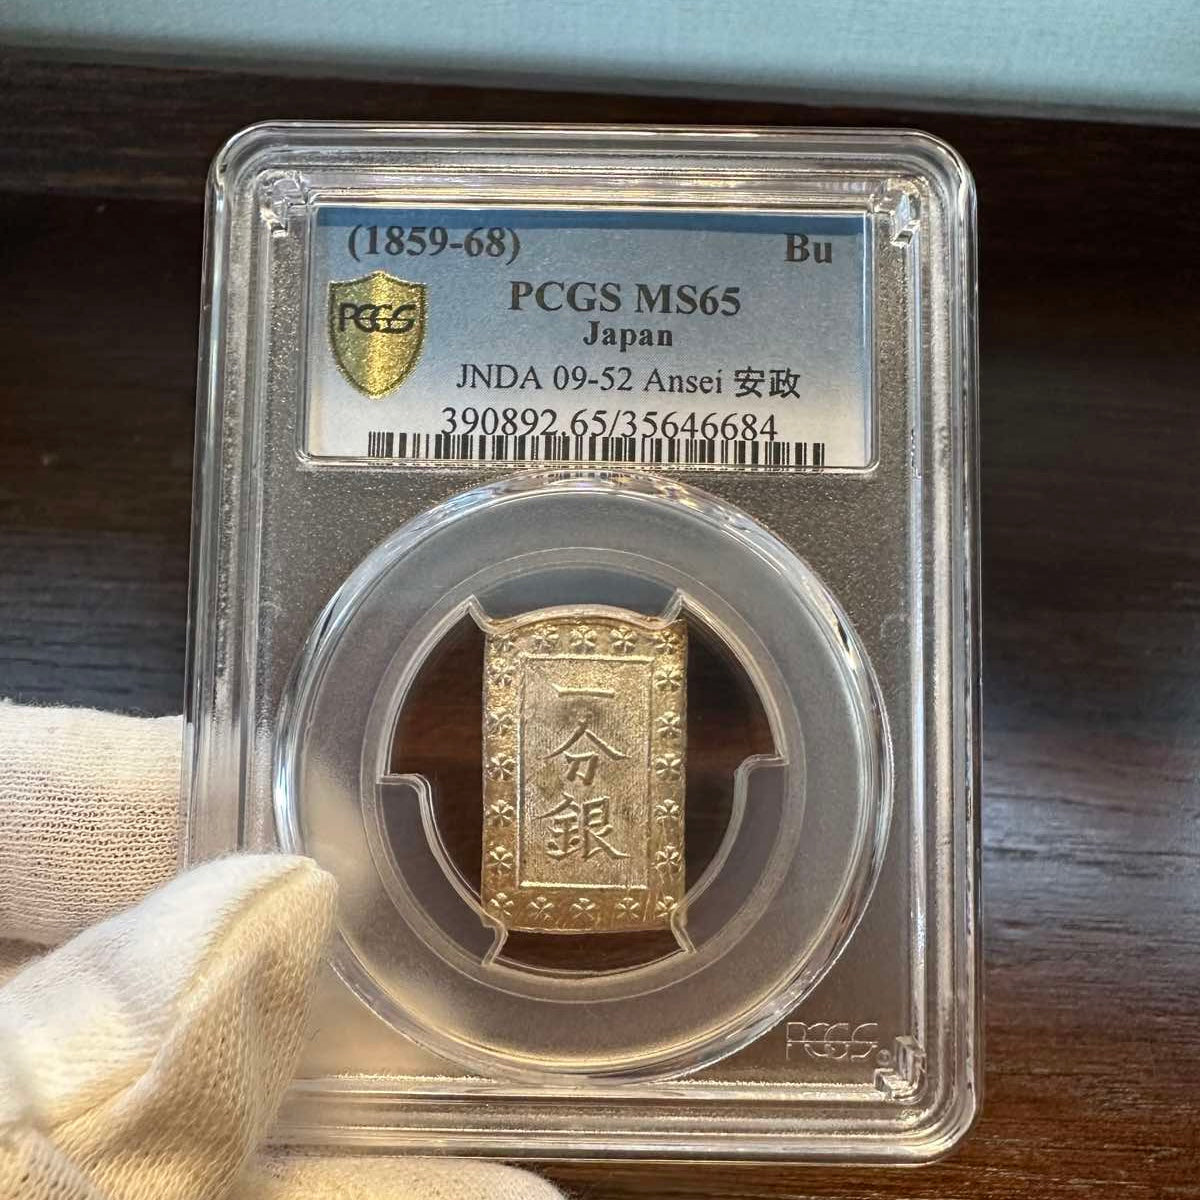 (1859-68) Bu
PCGS
PCGS MS65
Japan
JNDA 09-52 Ansei 安政
390892.65/35646684
一
分
銀
PCGS